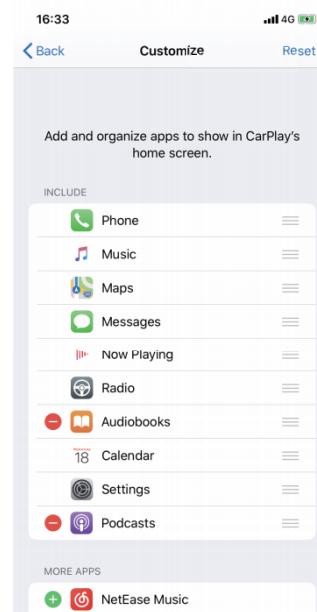 16:33
4G
Back
Customize
Reset
Add and organize apps to show in CarPlay's
home screen.
INCLUDE
Phone
Music
Maps
Messages
Now Playing
Radio
Audiobooks
18
Calendar
Settings
Podcasts
MORE APPS
NetEase Music